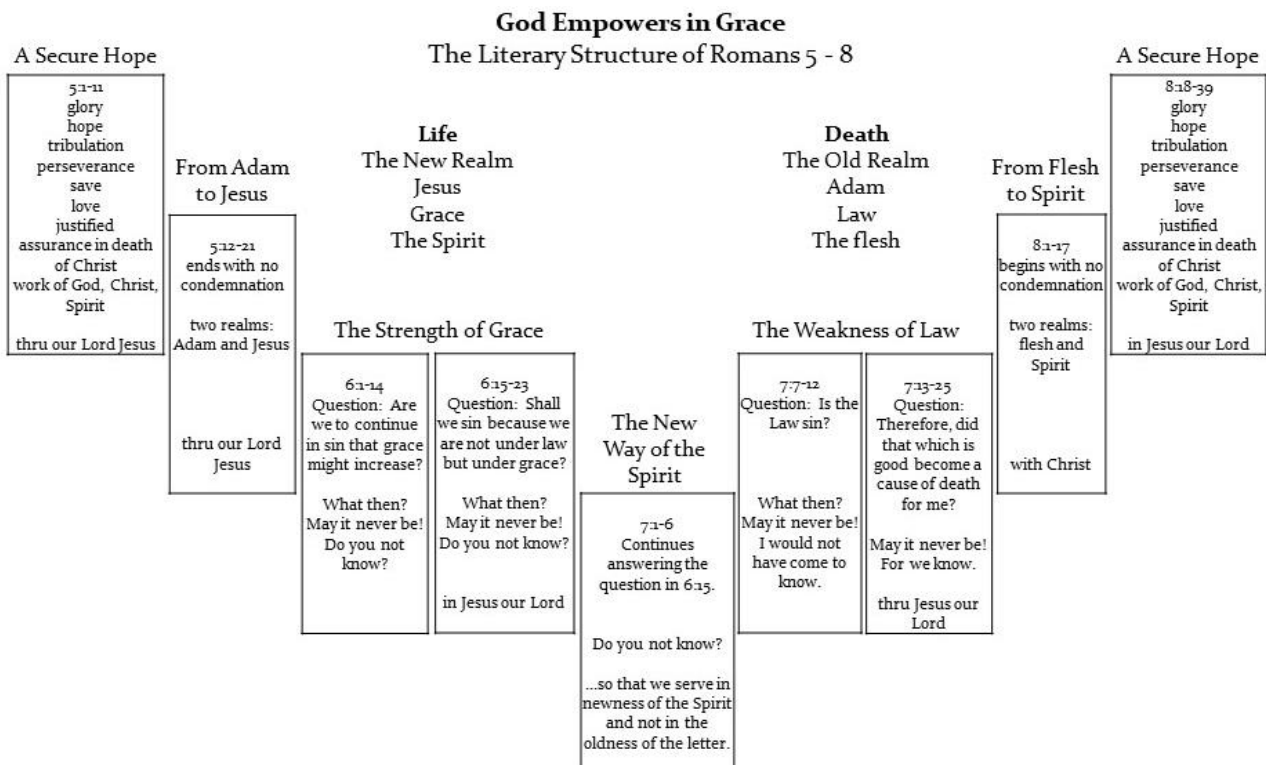 God Empowers in Grace
The Literary Structure of Romans 5 - 8
A Secure Hope
5:1-11
glory
hope
tribulation
perseverance
save
love
justified
assurance in death
of Christ
work of God, Christ,
Spirit
thru our Lord Jesus
From Adam
to Jesus
5:12-21
ends with no
condemnation
two realms:
Adam and Jesus
thru our Lord
Jesus
Life
The New Realm
Jesus
Grace
The Spirit
The Strength of Grace
6:1-14
Question: Are
we to continue
in sin that grace
might increase?
What then?
May it never be!
Do you not
know?
6:15-23
Question: Shall
we sin because we
are not under law
but under grace?
What then?
May it never be!
Do you not know?
in Jesus our Lord
The New
Way of the
Spirit
7:1-6
Continues
answering the
question in 6:15.
Do you not know?
...so that we serve in
newness of the Spirit
and not in the
oldness of the letter.
Death
The Old Realm
Adam
Law
The flesh
The Weakness of Law
7:7-12
Question: Is the
Law sin?
What then?
May it never be!
I would not
have come to
know.
7:13-25
Question:
Therefore, did
that which is
good become a
cause of death
for me?
May it never be!
For we know.
thru Jesus our
Lord
From Flesh
to Spirit
8:1-17
begins with no
condemnation
two realms:
flesh and
Spirit
with Christ
A Secure Hope
8:18-39
glory
hope
tribulation
perseverance
save
love
justified
assurance in death
of Christ
work of God, Christ,
Spirit
in Jesus our Lord